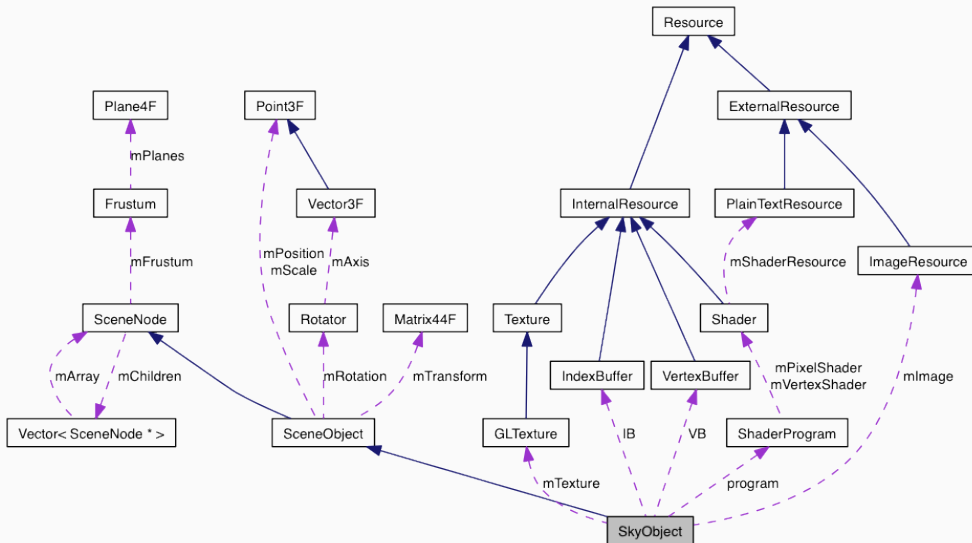 Resource
Plane4F
Point3F
ExternalResource
mPlanes
Frustum
Vector3F
InternalResource
PlainTextResource
mFrustum
mPosition
mScale
mAxis
mShaderResource
ImageResource
SceneNode
Rotator
Matrix44F
Texture
Shader
mArray
mChildren
mRotation
mTransform
IndexBuffer
VertexBuffer
mPixelShader
mVertexShader
mImage
Vector< SceneNode * >
SceneObject
GLTexture
IB
VB
ShaderProgram
mTexture
program
SkyObject